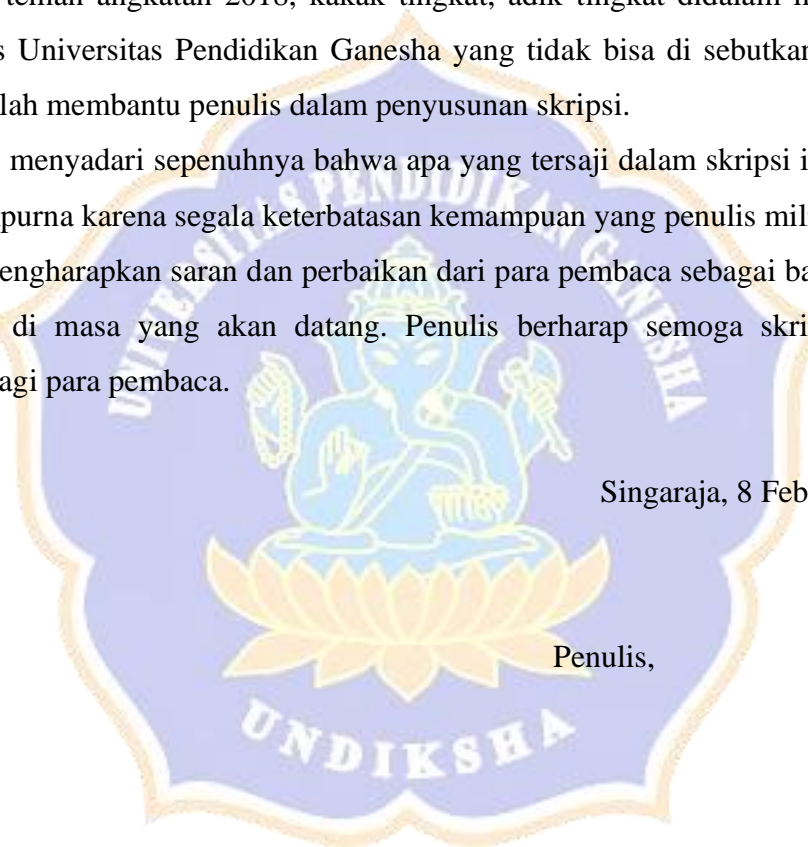 angkatan 2018, kakak tingkat, adik tingkat didalam
s Universitas Pendidikan Ganesha yang tidak bisa di sebutkan
lah membantu penulis dalam penyusunan skripsi.
menyadari sepenuhnya bahwa apa yang tersaji dalam skripsi i
purna karena segala keterbatasan kemampuan yang penulis mil
engharapkan saran dan perbaikan dari para pembaca sebagai ba
di masa yang akan datang. Penulis berharap semoga skri
agi para pembaca.
Singaraja, 8 Feb
Penulis,
UNIVERSITAS PENDIDIKAN GANESHA
UNDIKSHA